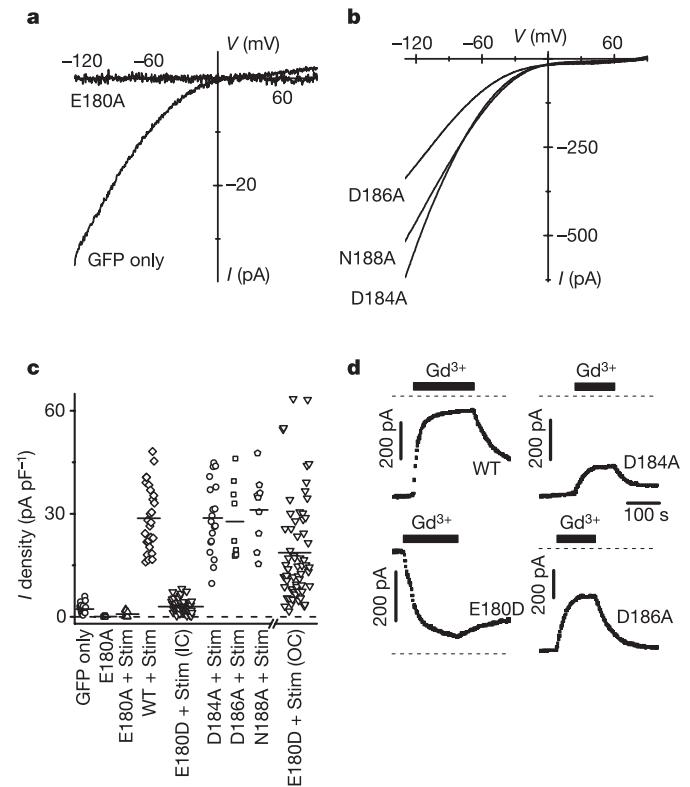 a
V (mV)
−120
−60
60
E180A
−20
GFP only
I (pA)
b
V (mV)
−120
−60
60
−250
D186A
−500
N188A
I (pA)
D184A
c
I density (pA pF⁻¹)
60
30
0
GFP only
E180A
E180A + Stim
WT + Stim
E180D + Stim (IC)
D184A + Stim
D186A + Stim
N188A + Stim
E180D + Stim (OC)
d
Gd³⁺
200 pA
WT
Gd³⁺
200 pA
D184A
100 s
Gd³⁺
200 pA
E180D
Gd³⁺
200 pA
D186A